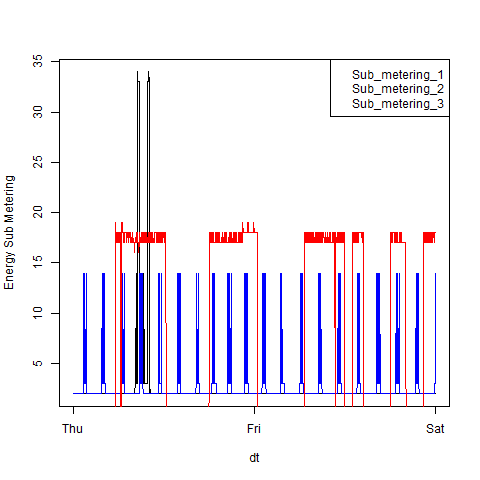 Sub_metering_1
Sub_metering_2
Sub_metering_3
Energy Sub Metering
35
30
25
20
15
10
5
Thu Fri Sat
dt